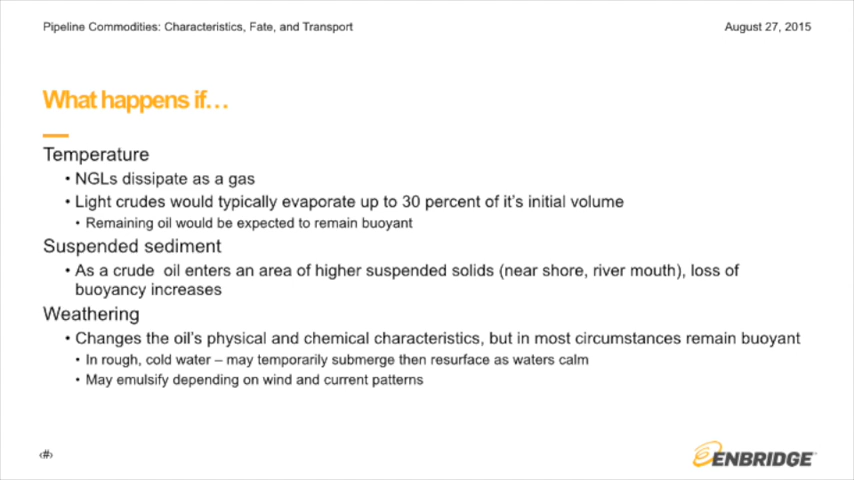 Pipeline Commodities: Characteristics, Fate, and Transport
August 27, 2015
What happens if…
Temperature
• NGLs dissipate as a gas
• Light crudes would typically evaporate up to 30 percent of it's initial volume
• Remaining oil would be expected to remain buoyant
Suspended sediment
• As a crude oil enters an area of higher suspended solids (near shore, river mouth), loss of
buoyancy increases
Weathering
• Changes the oil's physical and chemical characteristics, but in most circumstances remain buoyant
• In rough, cold water – may temporarily submerge then resurface as waters calm
• May emulsify depending on wind and current patterns
‹#›
ENBRIDGE